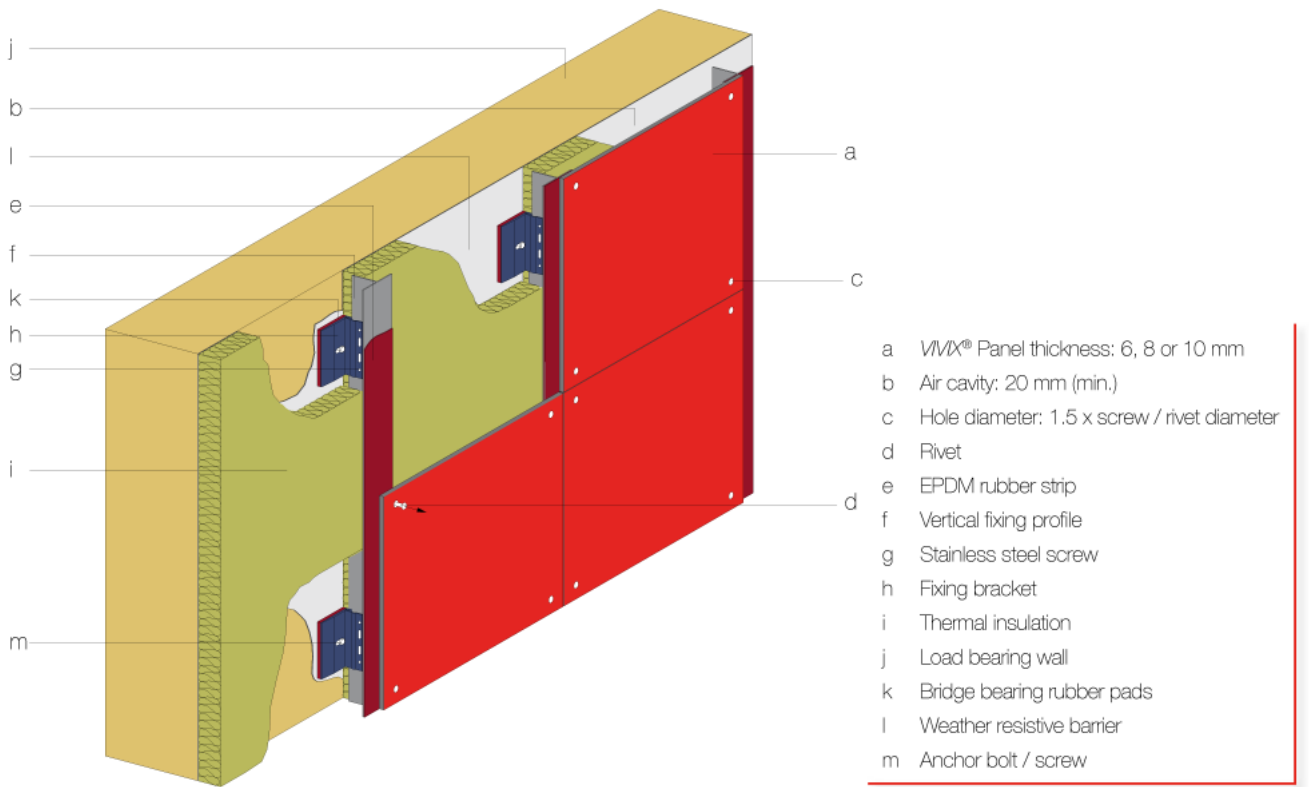 j
b
l
e
f
k
h
g
i
m
a
c
d
a VIVIX® Panel thickness: 6, 8 or 10 mm
b Air cavity: 20 mm (min.)
c Hole diameter: 1.5 x screw / rivet diameter
d Rivet
e EPDM rubber strip
f Vertical fixing profile
g Stainless steel screw
h Fixing bracket
i Thermal insulation
j Load bearing wall
k Bridge bearing rubber pads
l Weather resistive barrier
m Anchor bolt / screw